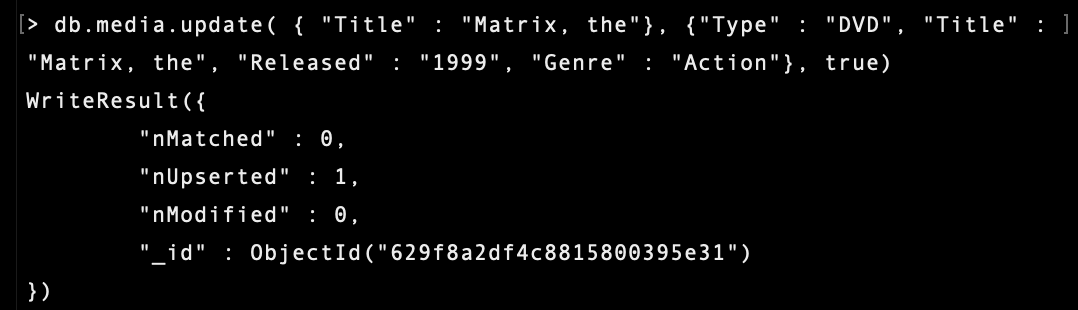 [> db.media.update( { "Title" : "Matrix, the"}, {"Type" : "DVD", "Title" : ]
"Matrix, the", "Released" : "1999", "Genre" : "Action"}, true)
WriteResult({
"nMatched" : 0,
"nUpserted" : 1,
"nModified" : 0,
"_id" : ObjectId("629f8a2df4c8815800395e31")
})